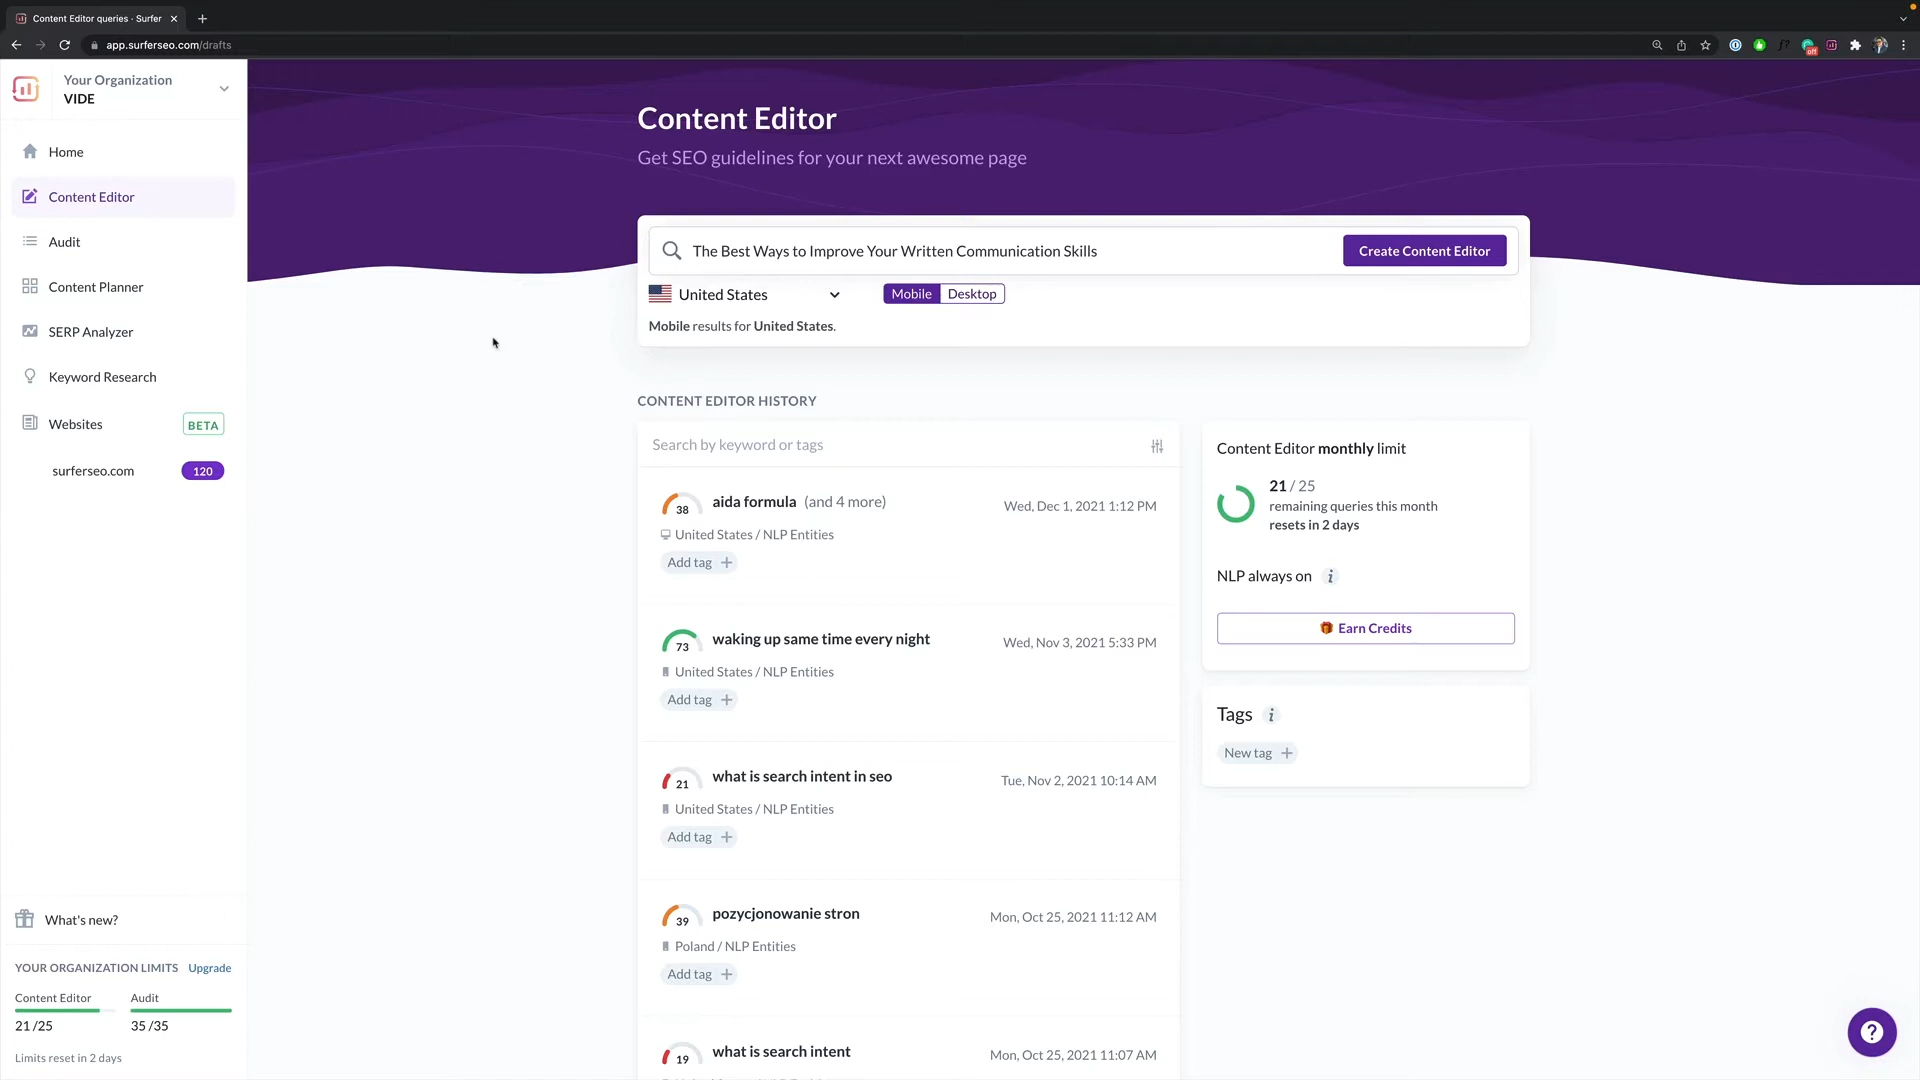 Content Editor queries · Surfer
app.surferseo.com/drafts
off
Your Organization
VIDE
Home
Content Editor
Audit
Content Planner
SERP Analyzer
Keyword Research
Websites BETA
surferseo.com 120
What's new?
YOUR ORGANIZATION LIMITS Upgrade
Content Editor Audit
21 /25 35 /35
Limits reset in 2 days
Content Editor
Get SEO guidelines for your next awesome page
The Best Ways to Improve Your Written Communication Skills Create Content Editor
United States Mobile Desktop
Mobile results for United States.
CONTENT EDITOR HISTORY
Search by keyword or tags
38 aida formula (and 4 more) Wed, Dec 1, 2021 1:12 PM
United States / NLP Entities
Add tag +
73 waking up same time every night Wed, Nov 3, 2021 5:33 PM
United States / NLP Entities
Add tag +
21 what is search intent in seo Tue, Nov 2, 2021 10:14 AM
United States / NLP Entities
Add tag +
39 pozycjonowanie stron Mon, Oct 25, 2021 11:12 AM
Poland / NLP Entities
Add tag +
19 what is search intent Mon, Oct 25, 2021 11:07 AM
Content Editor monthly limit
21 / 25
remaining queries this month
resets in 2 days
NLP always on i
Earn Credits
Tags i
New tag +
?